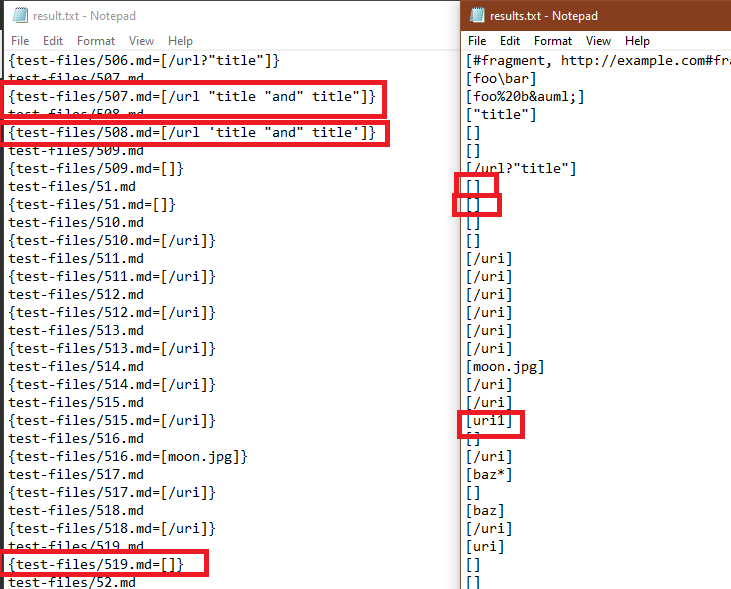 result.txt - Notepad
File Edit Format View Help
{test-files/506.md=[/url?"title"]}
test-files/507.md
{test-files/507.md=[/url "title "and" title"]}
test-files/508.md
{test-files/508.md=[/url 'title "and" title']}
test-files/509.md
{test-files/509.md=[]}
test-files/51.md
{test-files/51.md=[]}
test-files/510.md
{test-files/510.md=[/uri]}
test-files/511.md
{test-files/511.md=[/uri]}
test-files/512.md
{test-files/512.md=[/uri]}
test-files/513.md
{test-files/513.md=[/uri]}
test-files/514.md
{test-files/514.md=[/uri]}
test-files/515.md
{test-files/515.md=[/uri]}
test-files/516.md
{test-files/516.md=[moon.jpg]}
test-files/517.md
{test-files/517.md=[/uri]}
test-files/518.md
{test-files/518.md=[/uri]}
test-files/519.md
{test-files/519.md=[]}
test-files/52.md
results.txt - Notepad
File Edit Format View Help
[#fragment, http://example.com#fra
[foo\bar]
[foo%20b&auml;]
["title"]
[]
[]
[/url?"title"]
[]
[]
[]
[]
[/uri]
[/uri]
[/uri]
[/uri]
[/uri]
[/uri]
[moon.jpg]
[/uri]
[/uri]
[uri1]
[]
[/uri]
[baz*]
[]
[baz]
[/uri]
[uri]
[]
[]